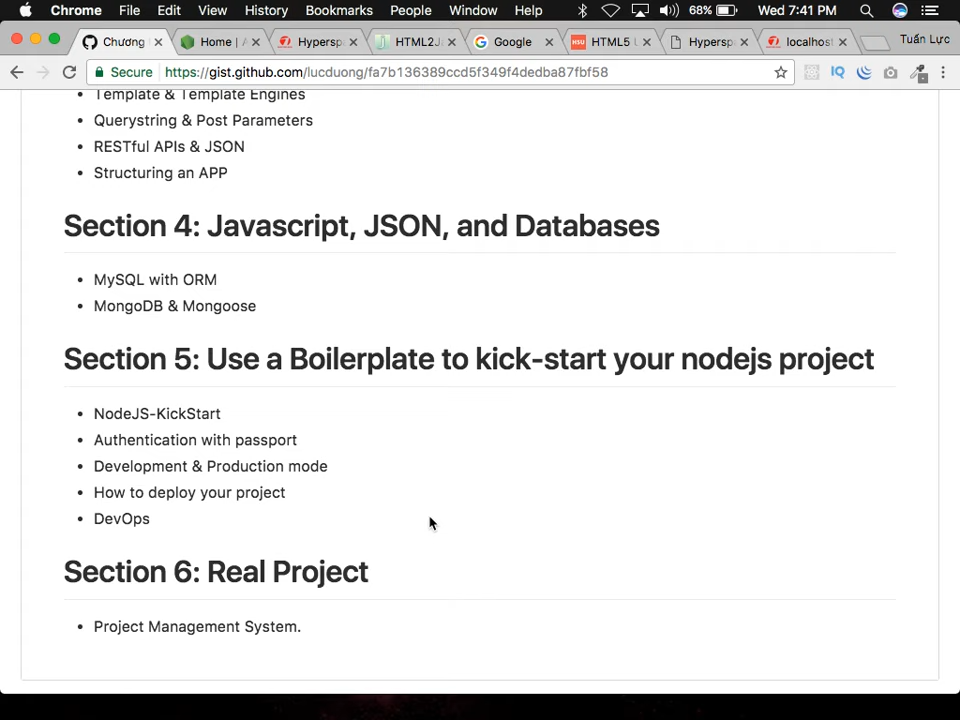 Chrome File Edit View History Bookmarks People Window Help 68% Wed 7:41 PM
Chương Home | A Hypersp HTML2J Google HSU HTML5 U Hypersp localhost Tuấn Lực
Secure https://gist.github.com/lucduong/fa7b136389ccd5f349f4dedba87fbf58 IQ
Template & Template Engines
Querystring & Post Parameters
RESTful APIs & JSON
Structuring an APP
Section 4: Javascript, JSON, and Databases
MySQL with ORM
MongoDB & Mongoose
Section 5: Use a Boilerplate to kick-start your nodejs project
NodeJS-KickStart
Authentication with passport
Development & Production mode
How to deploy your project
DevOps
Section 6: Real Project
Project Management System.